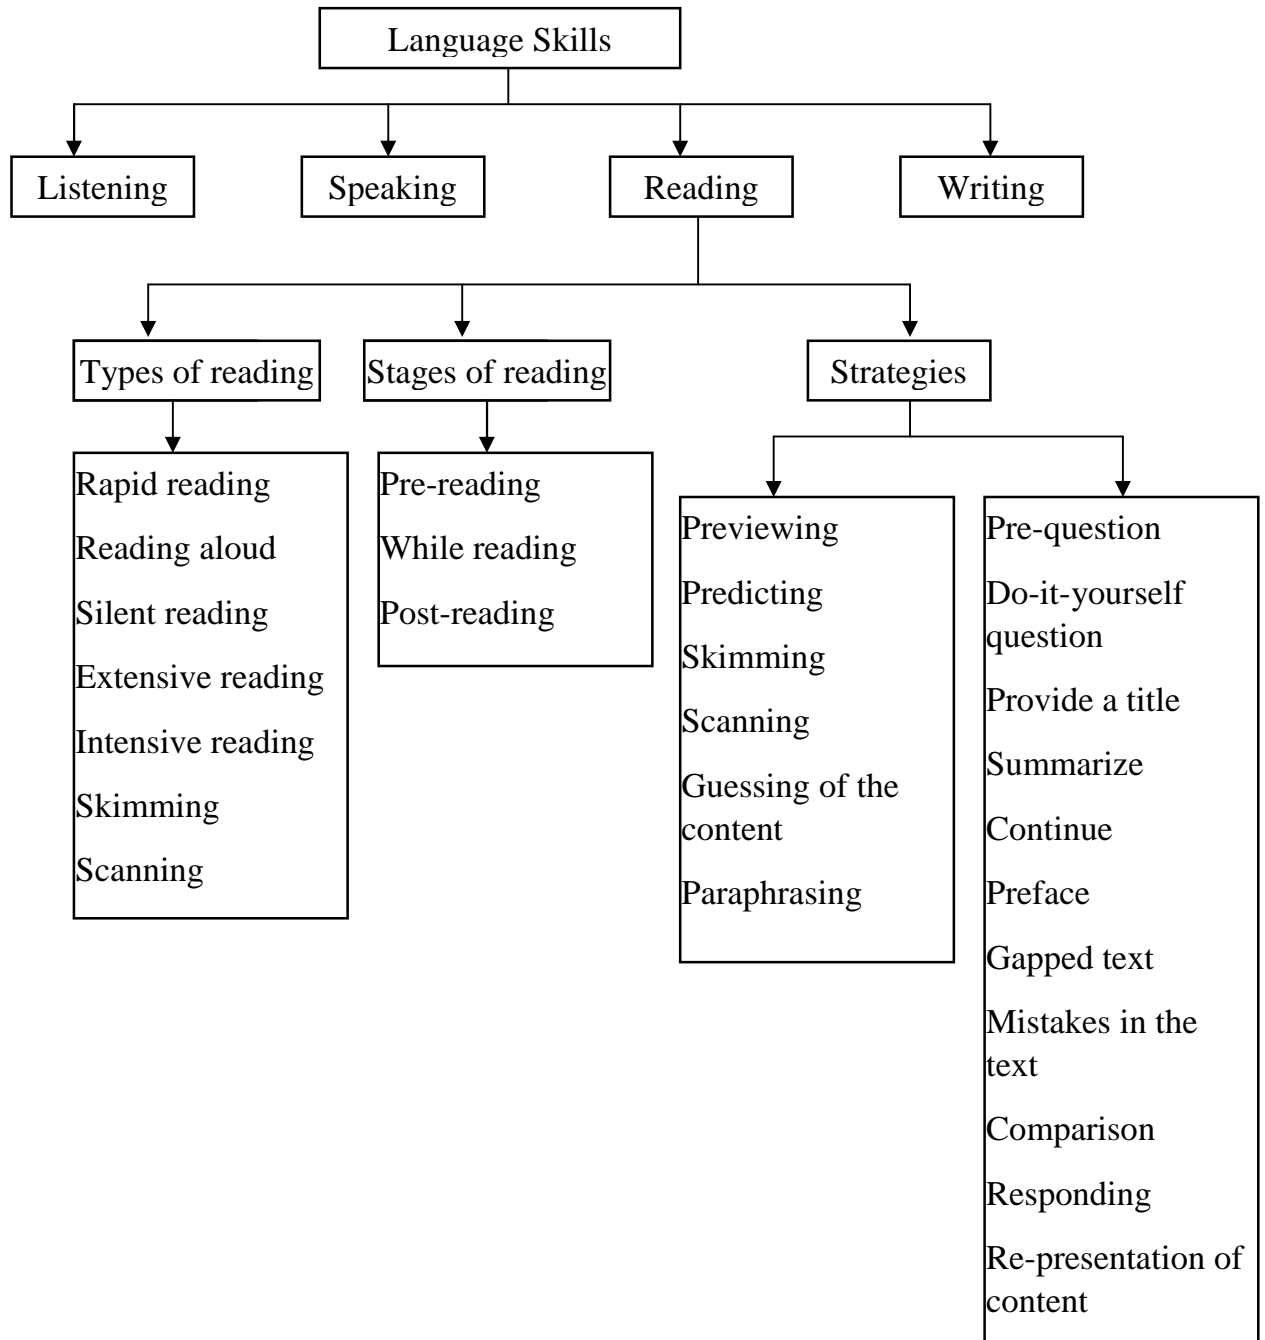 Language Skills
Listening
Speaking
Reading
Writing
Types of reading
Stages of reading
Strategies
Rapid reading
Reading aloud
Silent reading
Extensive reading
Intensive reading
Skimming
Scanning
Pre-reading
While reading
Post-reading
Previewing
Predicting
Skimming
Scanning
Guessing of the
content
Paraphrasing
Pre-question
Do-it-yourself
question
Provide a title
Summarize
Continue
Preface
Gapped text
Mistakes in the
text
Comparison
Responding
Re-presentation of
content